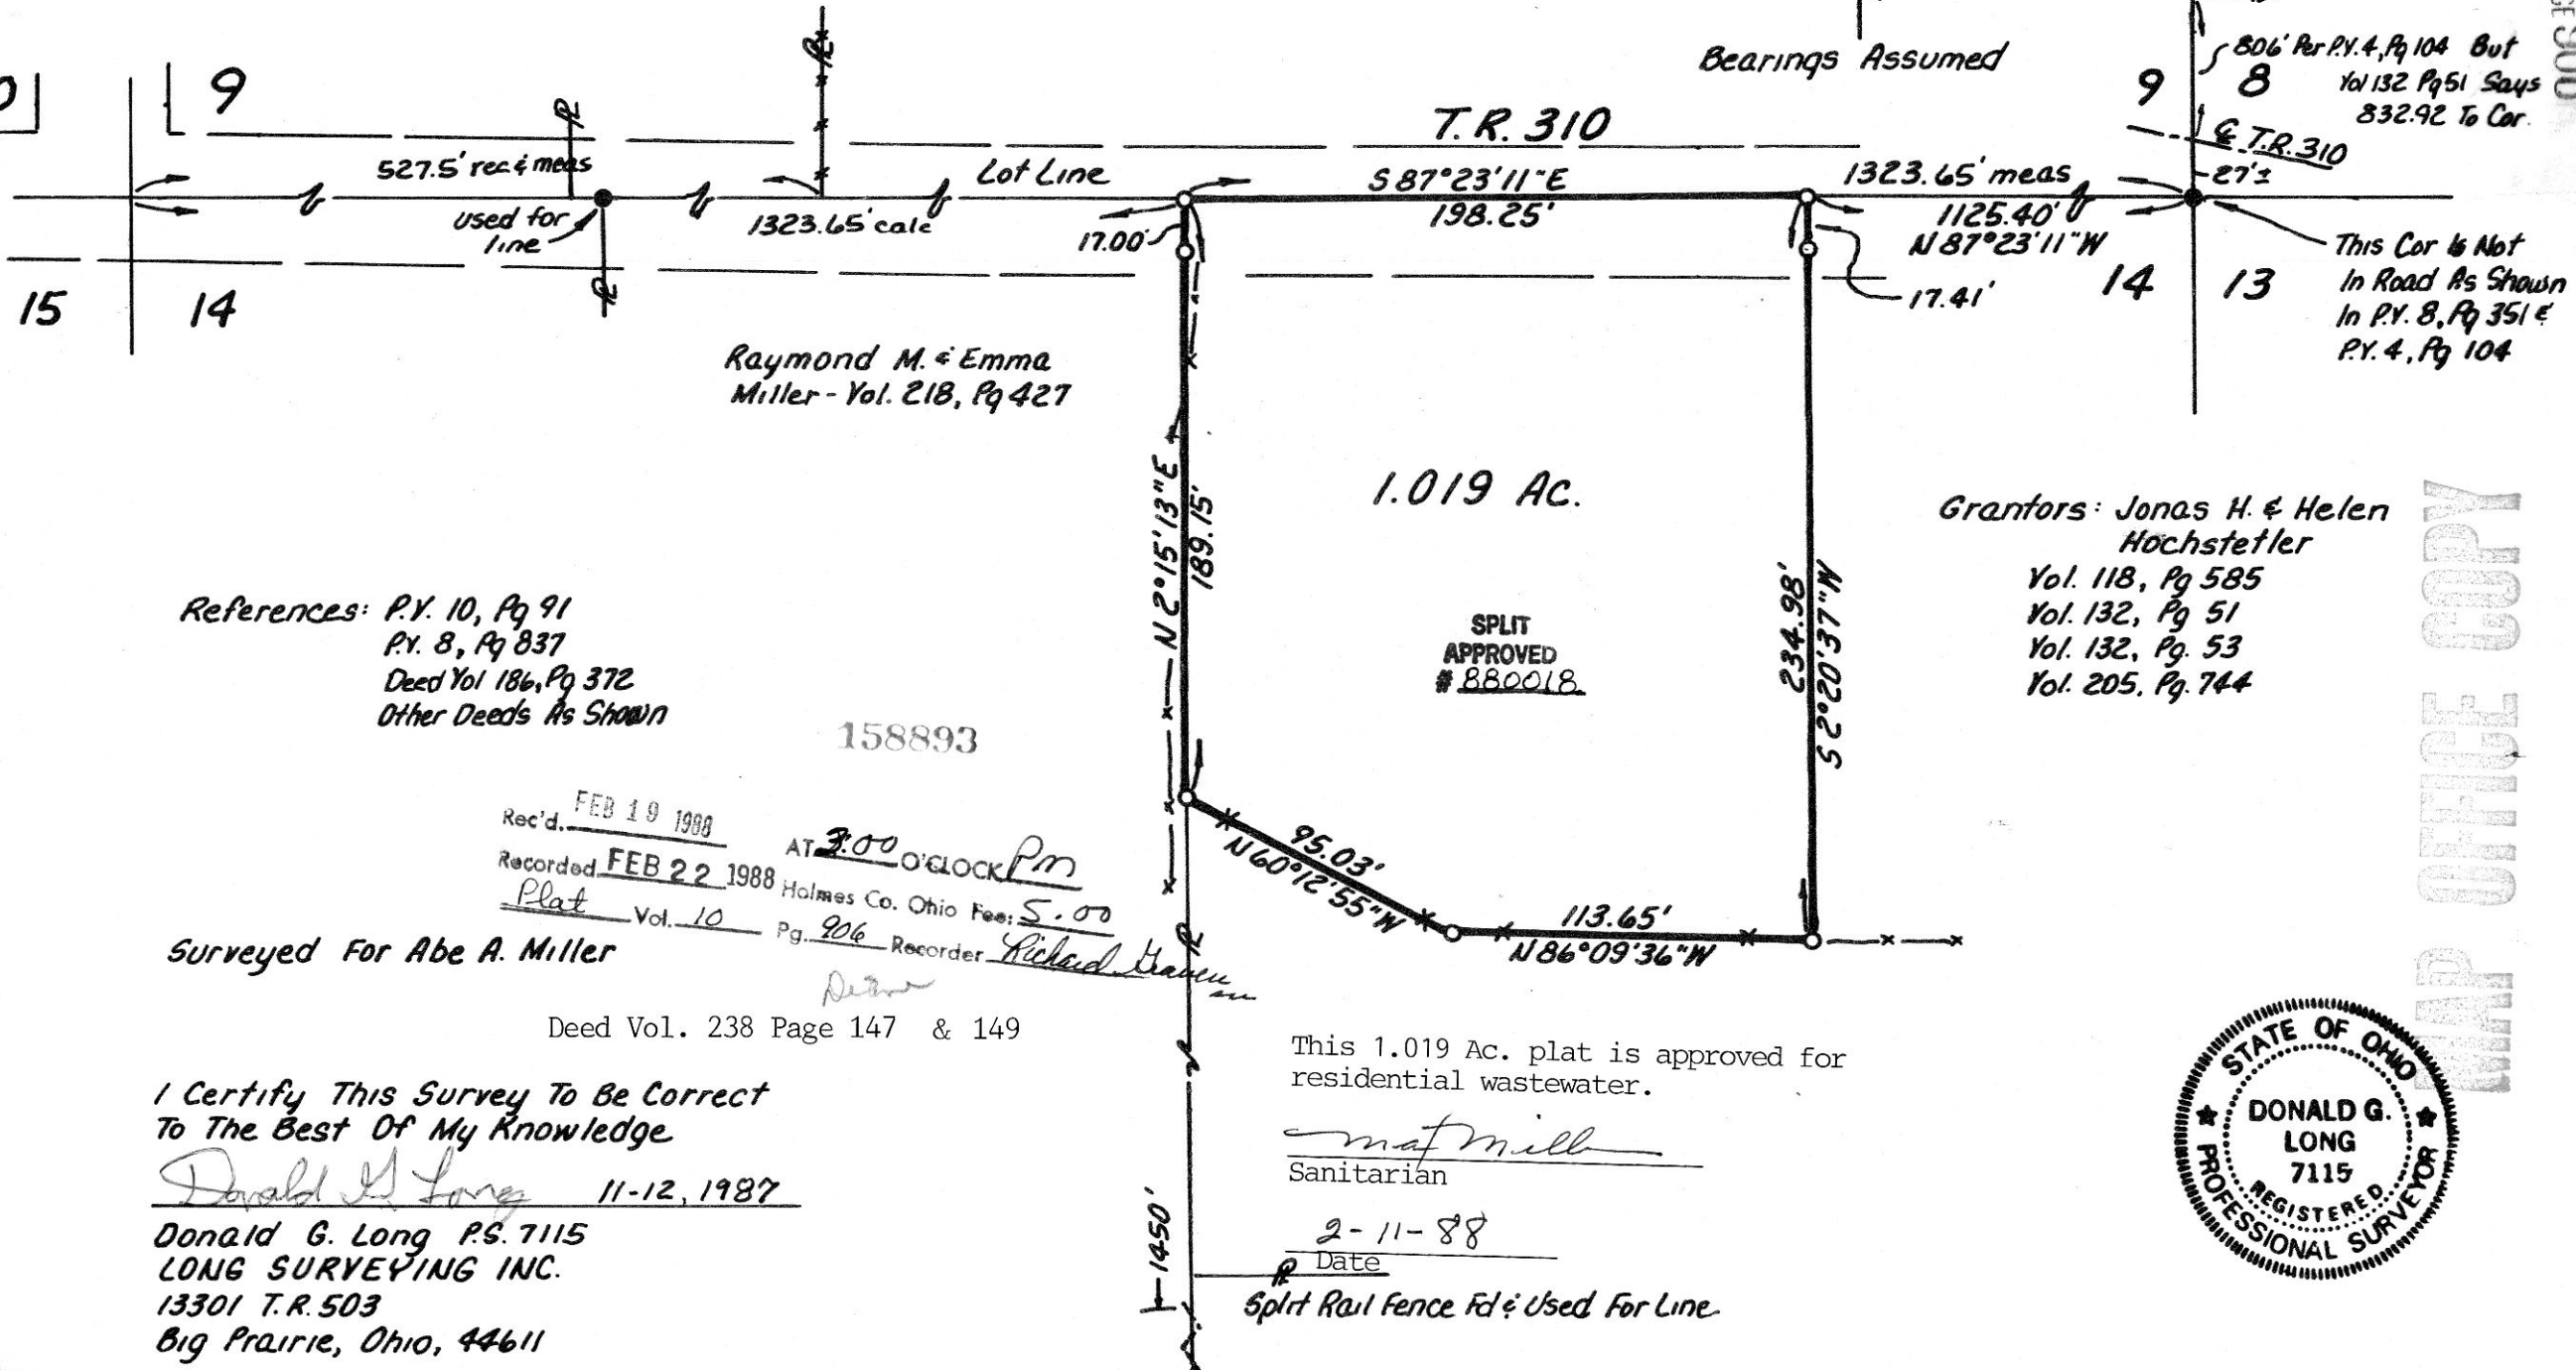 Bearings Assumed
806' Per P.V. 4, Pg 104 But
Vol 132 Pg 51 Says
832.92 To Cor.
9
9
8
T.R. 310
℄ T.R. 310
27'±
527.5' rec & meas
used for
line
1323.65' calc
Lot Line
S 87°23'11"E
198.25'
17.00'
1323.65' meas
1125.40'
N 87°23'11"W
17.41'
This Cor Is Not
In Road As Shown
In P.V. 8, Pg 351 &
P.V. 4, Pg 104
15
14
14
13
Raymond M. & Emma
Miller - Vol. 218, Pg 427
N 2°15'13"E
189.15'
1.019 Ac.
SPLIT
APPROVED
# 880018
234.98'
S 2°20'37"W
Grantors: Jonas H. & Helen
Hochstetler
Vol. 118, Pg 585
Vol. 132, Pg 51
Vol. 132, Pg. 53
Vol. 205, Pg. 744
MAP OFFICE COPY
References: P.V. 10, Pg 91
P.V. 8, Pg 837
Deed Vol 186, Pg 372
Other Deeds As Shown
158893
Rec'd. FEB 19 1988 AT 3:00 O'CLOCK Pm
Recorded FEB 22 1988 Holmes Co. Ohio Fee: 5.00
Plat Vol. 10 Pg. 906 Recorder Richard Graven
95.03'
N 60°12'55"W
113.65'
N 86°09'36"W
Surveyed For Abe A. Miller
Deed Vol. 238 Page 147 & 149
I Certify This Survey To Be Correct
To The Best Of My Knowledge
Donald G Long 11-12, 1987
Donald G. Long P.S. 7115
LONG SURVEYING INC.
13301 T.R. 503
Big Prairie, Ohio, 44611
This 1.019 Ac. plat is approved for
residential wastewater.
Sanitarian
2-11-88
Date
1450'
Split Rail Fence Fd & Used For Line
STATE OF OHIO
DONALD G.
LONG
7115
REGISTERED
PROFESSIONAL SURVEYOR